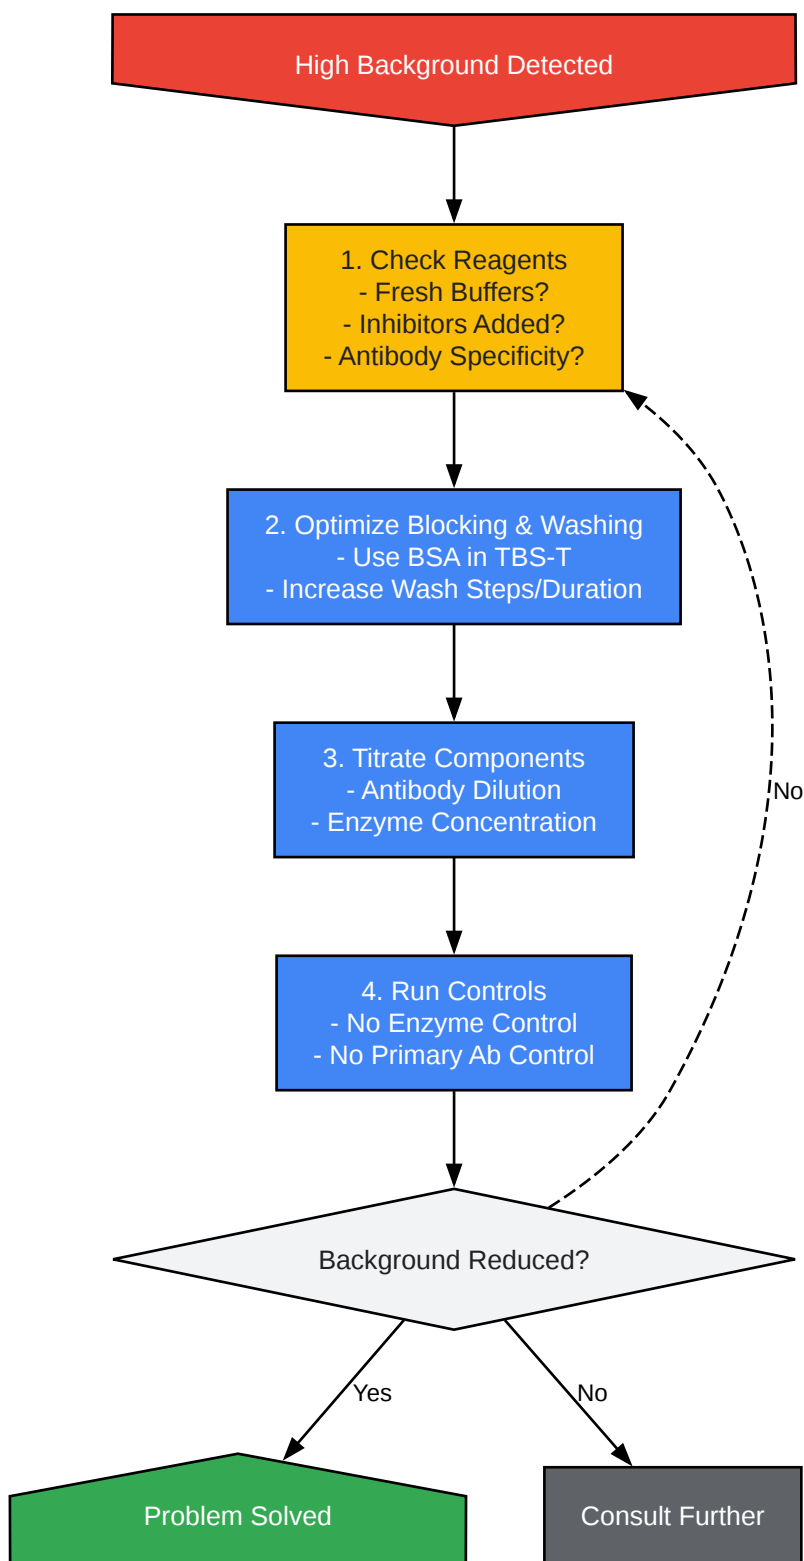 High Background Detected
1. Check Reagents
- Fresh Buffers?
- Inhibitors Added?
- Antibody Specificity?
2. Optimize Blocking & Washing
- Use BSA in TBS-T
- Increase Wash Steps/Duration
3. Titrate Components
- Antibody Dilution
- Enzyme Concentration
No
4. Run Controls
- No Enzyme Control
- No Primary Ab Control
Background Reduced?
Yes
No
Problem Solved
Consult Further